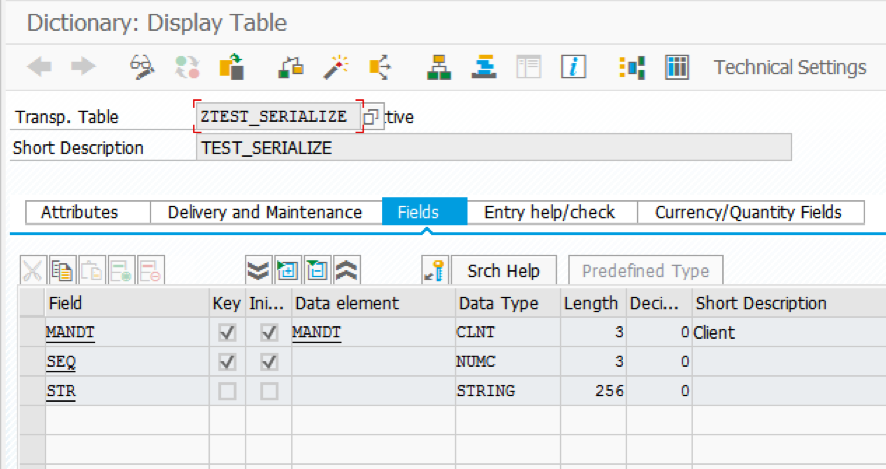 Dictionary: Display Table
Technical Settings
Transp. Table ZTEST_SERIALIZE tive
Short Description TEST_SERIALIZE
Attributes Delivery and Maintenance Fields Entry help/check Currency/Quantity Fields
Srch Help Predefined Type
Field Key Ini... Data element Data Type Length Deci... Short Description
MANDT MANDT CLNT 3 0 Client
SEQ NUMC 3 0
STR STRING 256 0